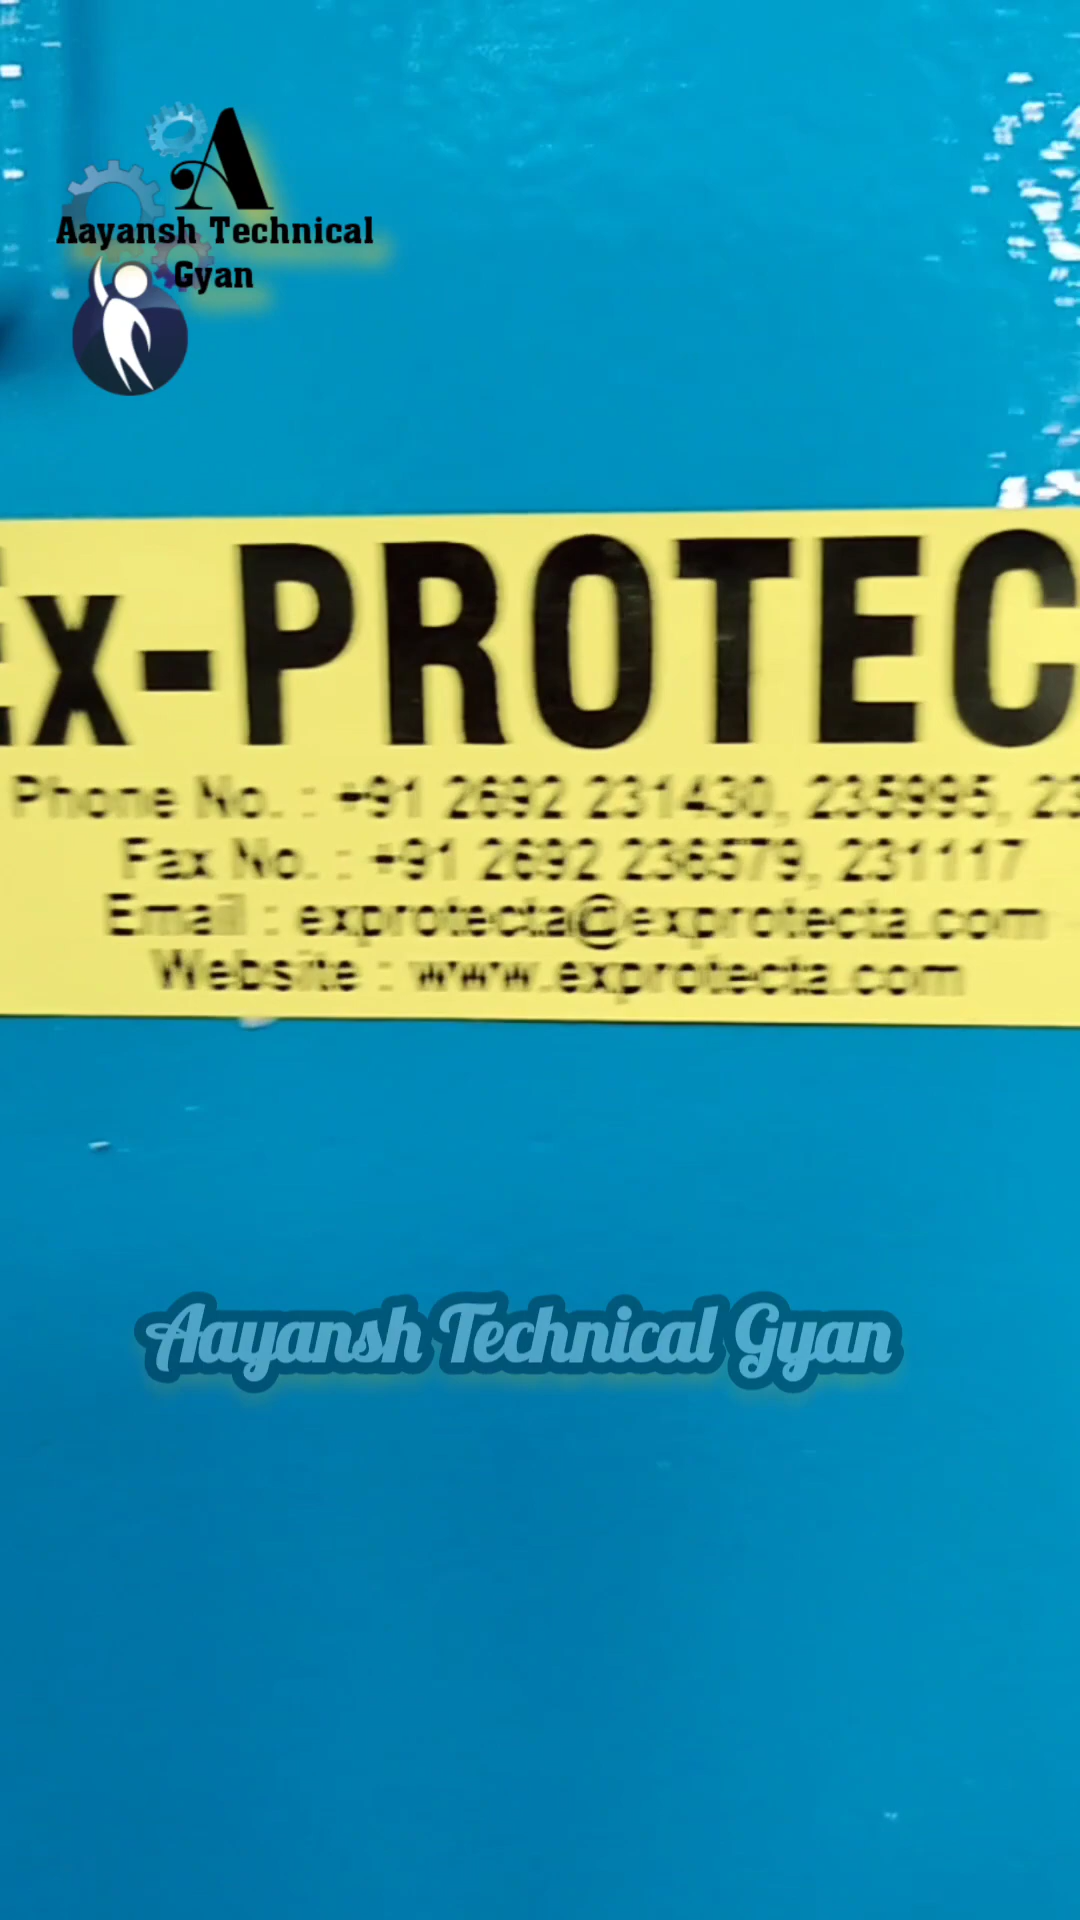 A
Aayansh Technical
Gyan
Ex-PROTEC
Phone No. : +91 2692 231430, 235995, 23
Fax No. : +91 2692 236579, 231117
Email : exprotecta@exprotecta.com
Website : www.exprotecta.com
Aayansh Technical Gyan